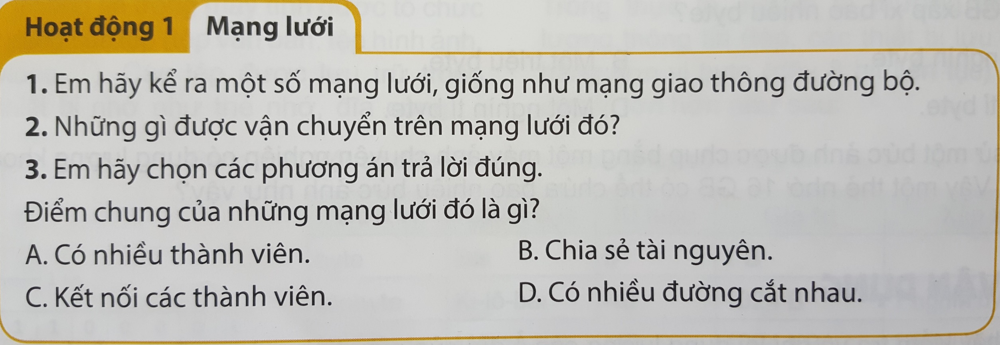 Hoạt động 1 Mạng lưới
1. Em hãy kể ra một số mạng lưới, giống như mạng giao thông đường bộ.
2. Những gì được vận chuyển trên mạng lưới đó?
3. Em hãy chọn các phương án trả lời đúng.
Điểm chung của những mạng lưới đó là gì?
A. Có nhiều thành viên. B. Chia sẻ tài nguyên.
C. Kết nối các thành viên. D. Có nhiều đường cắt nhau.